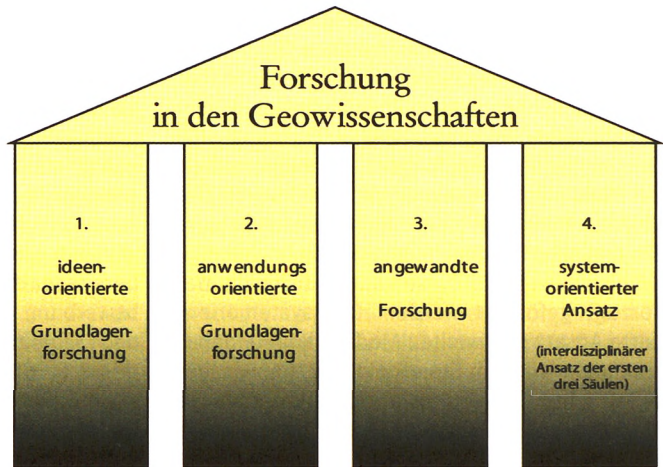 Forschung
in den Geowissenschaften
1.
ideen-
orientierte
Grundlagen-
forschung
2.
anwendungs
orientierte
Grundlagen-
forschung
3.
angewandte
Forschung
4.
system-
orientierter
Ansatz
(interdisziplinärer
Ansatz der ersten
drei Säulen)